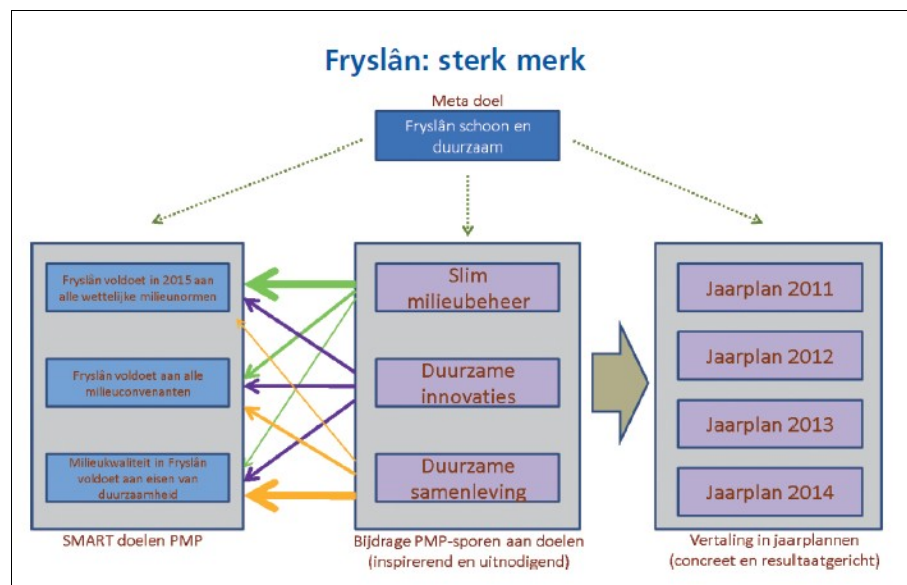 Fryslân: sterk merk
Meta doel
Fryslân schoon en
duurzaam
Fryslân voldoet in 2015 aan
alle wettelijke milieunormen
Fryslân voldoet aan alle
milieuconvenanten
Milieukwaliteit in Fryslân
voldoet aan eisen van
duurzaamheid
SMART doelen PMP
Slim
milieubeheer
Duurzame
innovaties
Duurzame
samenleving
Bijdrage PMP-sporen aan doelen
(inspirerend en uitnodigend)
Jaarplan 2011
Jaarplan 2012
Jaarplan 2013
Jaarplan 2014
Vertaling in jaarplannen
(concreet en resultaatgericht)